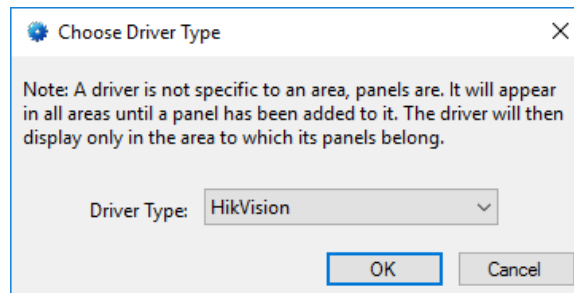 Choose Driver Type
Note: A driver is not specific to an area, panels are. It will appear
in all areas until a panel has been added to it. The driver will then
display only in the area to which its panels belong.
Driver Type: HikVision
OK Cancel